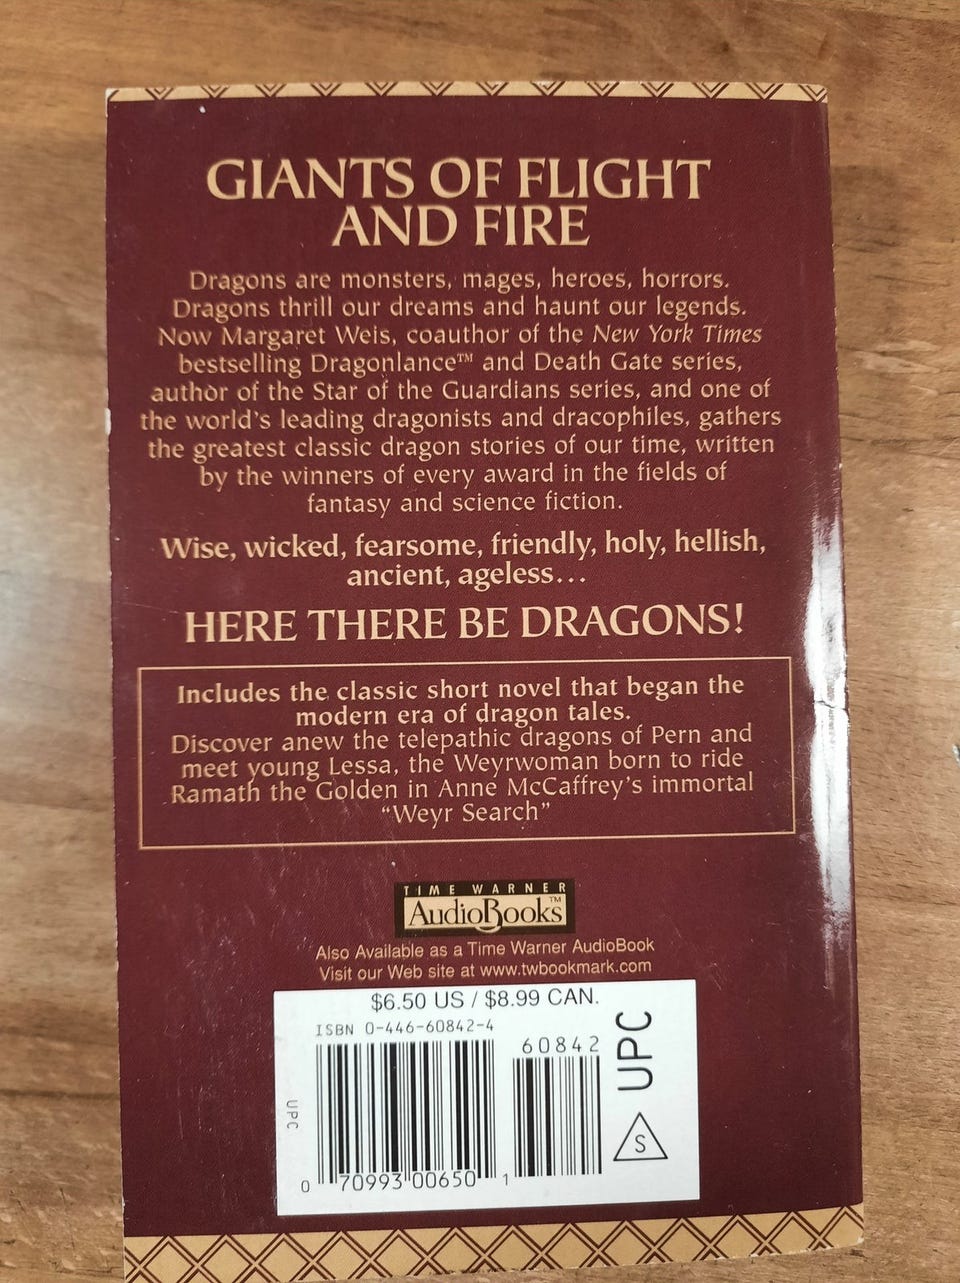 GIANTS OF FLIGHT
AND FIRE
Dragons are monsters, mages, heroes, horrors.
Dragons thrill our dreams and haunt our legends.
Now Margaret Weis, coauthor of the New York Times
bestselling Dragonlance™ and Death Gate series,
author of the Star of the Guardians series, and one of
the world's leading dragonists and dracophiles, gathers
the greatest classic dragon stories of our time, written
by the winners of every award in the fields of
fantasy and science fiction.
Wise, wicked, fearsome, friendly, holy, hellish,
ancient, ageless...
HERE THERE BE DRAGONS!
Includes the classic short novel that began the
modern era of dragon tales.
Discover anew the telepathic dragons of Pern and
meet young Lessa, the Weyrwoman born to ride
Ramath the Golden in Anne McCaffrey's immortal
"Weyr Search"
TIME WARNER
AudioBooks™
Also Available as a Time Warner AudioBook
Visit our Web site at www.twbookmark.com
$6.50 US / $8.99 CAN.
ISBN 0-446-60842-4
60842
UPC
UPC
S
0 70993 00650 1